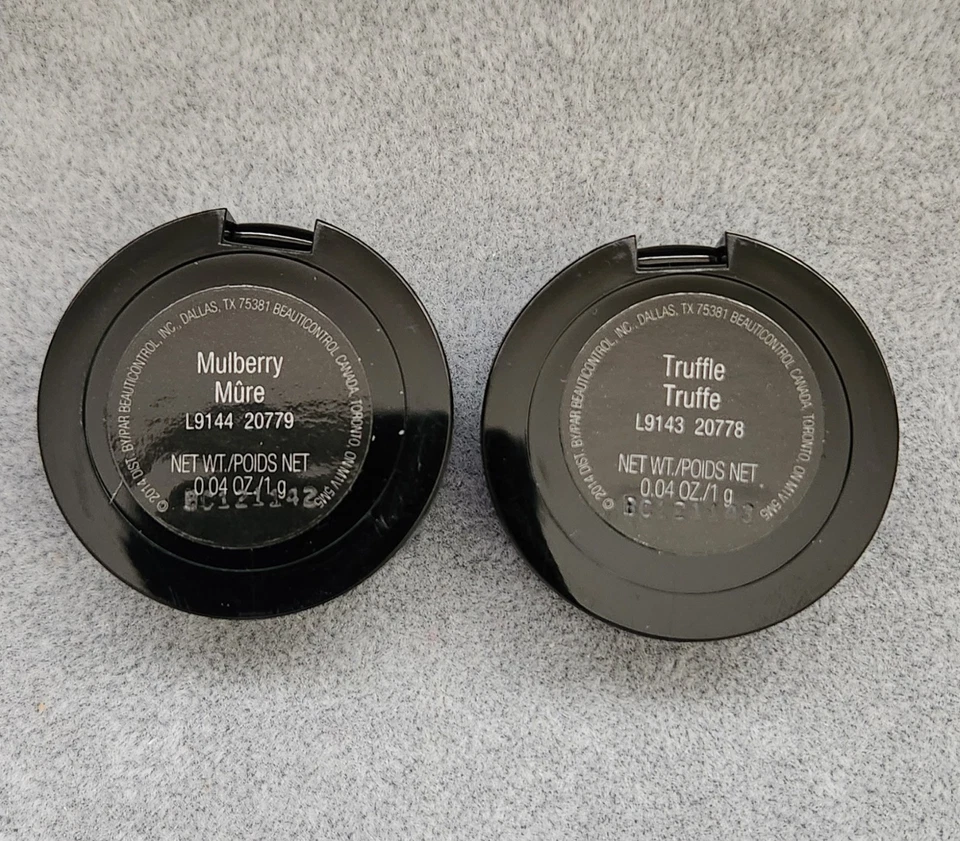 © 2014 DIST. BY/PAR BEAUTICONTROL, INC., DALLAS, TX 75381 BEAUTICONTROL CANADA, TORONTO, ON M1V 5M5
Mulberry
Mûre
L9144 20779
NET WT./POIDS NET
0.04 OZ./1 g
BC121142
© 2014 DIST. BY/PAR BEAUTICONTROL, INC., DALLAS, TX 75381 BEAUTICONTROL CANADA, TORONTO, ON M1V 5M5
Truffle
Truffe
L9143 20778
NET WT./POIDS NET
0.04 OZ./1 g